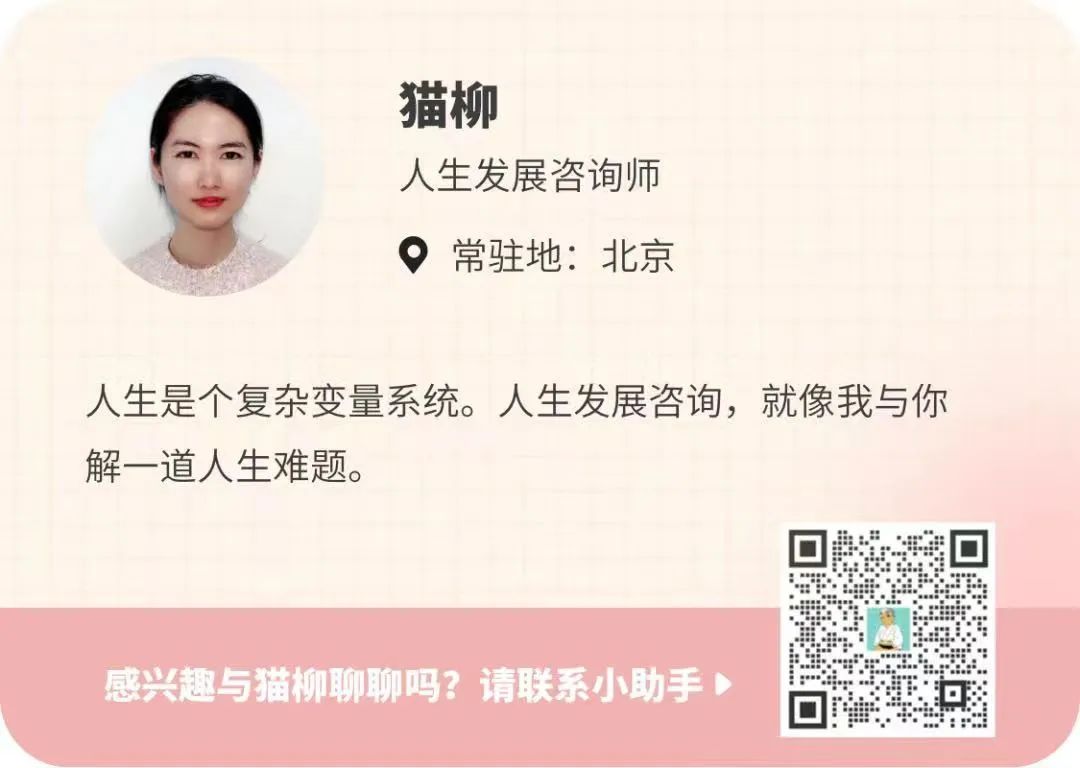 猫柳
人生发展咨询师
常驻地：北京
人生是个复杂变量系统。人生发展咨询，就像我与你
解一道人生难题。
感兴趣与猫柳聊聊吗？请联系小助手